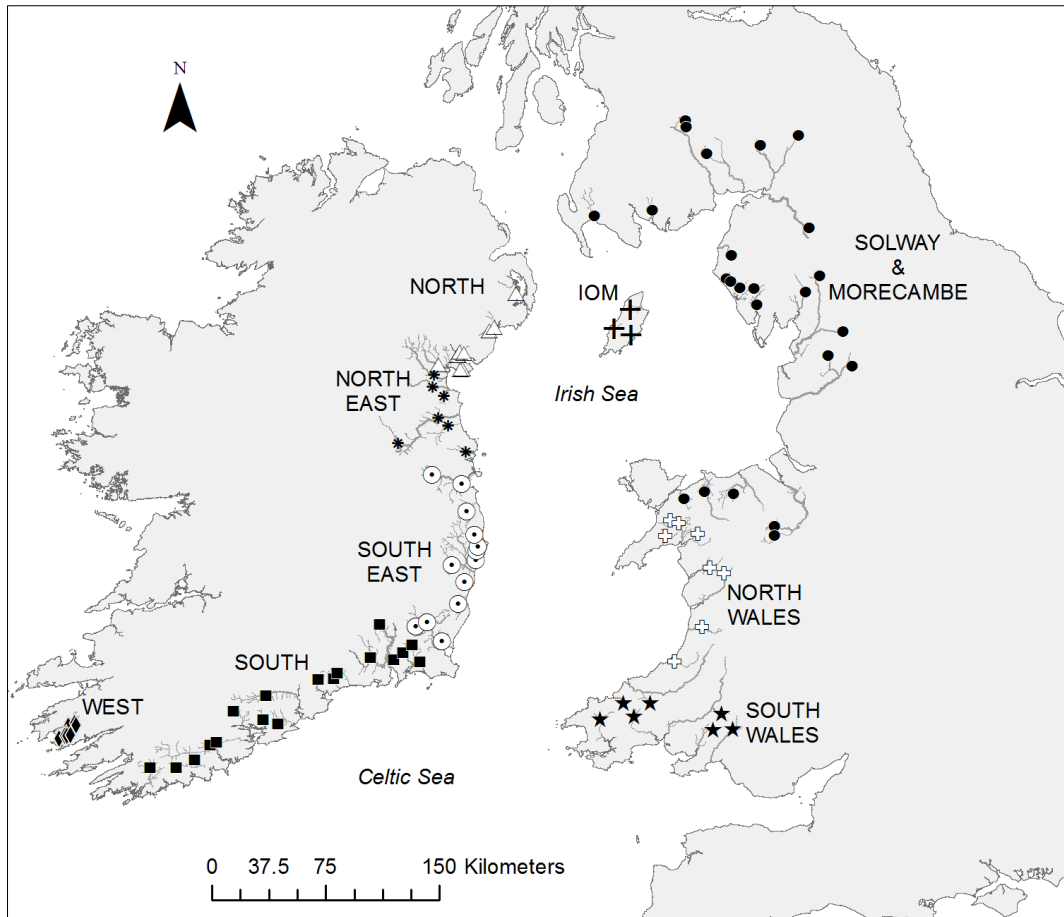 N
SOLWAY
&
MORECAMBE
NORTH
IOM
NORTH
EAST
Irish Sea
SOUTH
EAST
NORTH
WALES
SOUTH
WEST
SOUTH
WALES
Celtic Sea
0 37.5 75 150 Kilometers